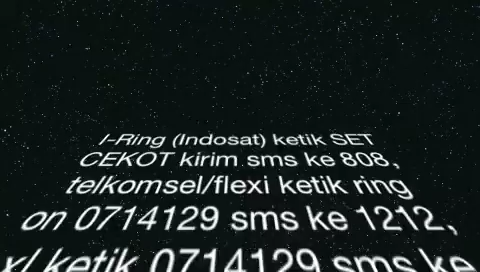 I-Ring (Indosat) ketik SET
CEKOT kirim sms ke 808,
telkomsel/flexi ketik ring
on 0714129 sms ke 1212,
xl ketik 0714129 sms ke